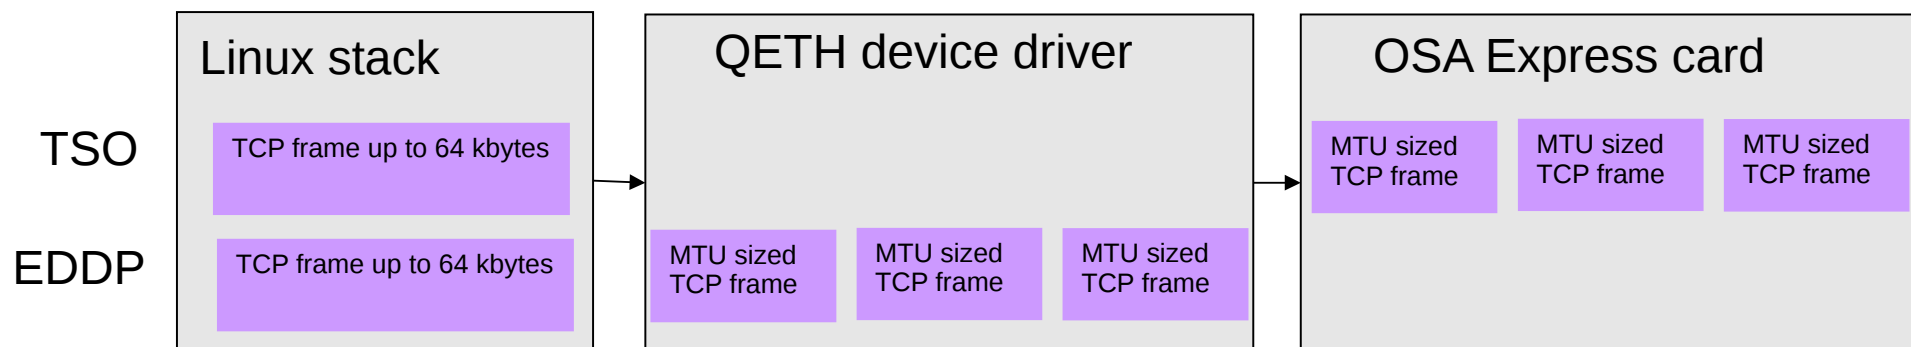 Linux stack
QETH device driver
OSA Express card
TSO
TCP frame up to 64 kbytes
MTU sized
TCP frame
MTU sized
TCP frame
MTU sized
TCP frame
EDDP
TCP frame up to 64 kbytes
MTU sized
TCP frame
MTU sized
TCP frame
MTU sized
TCP frame